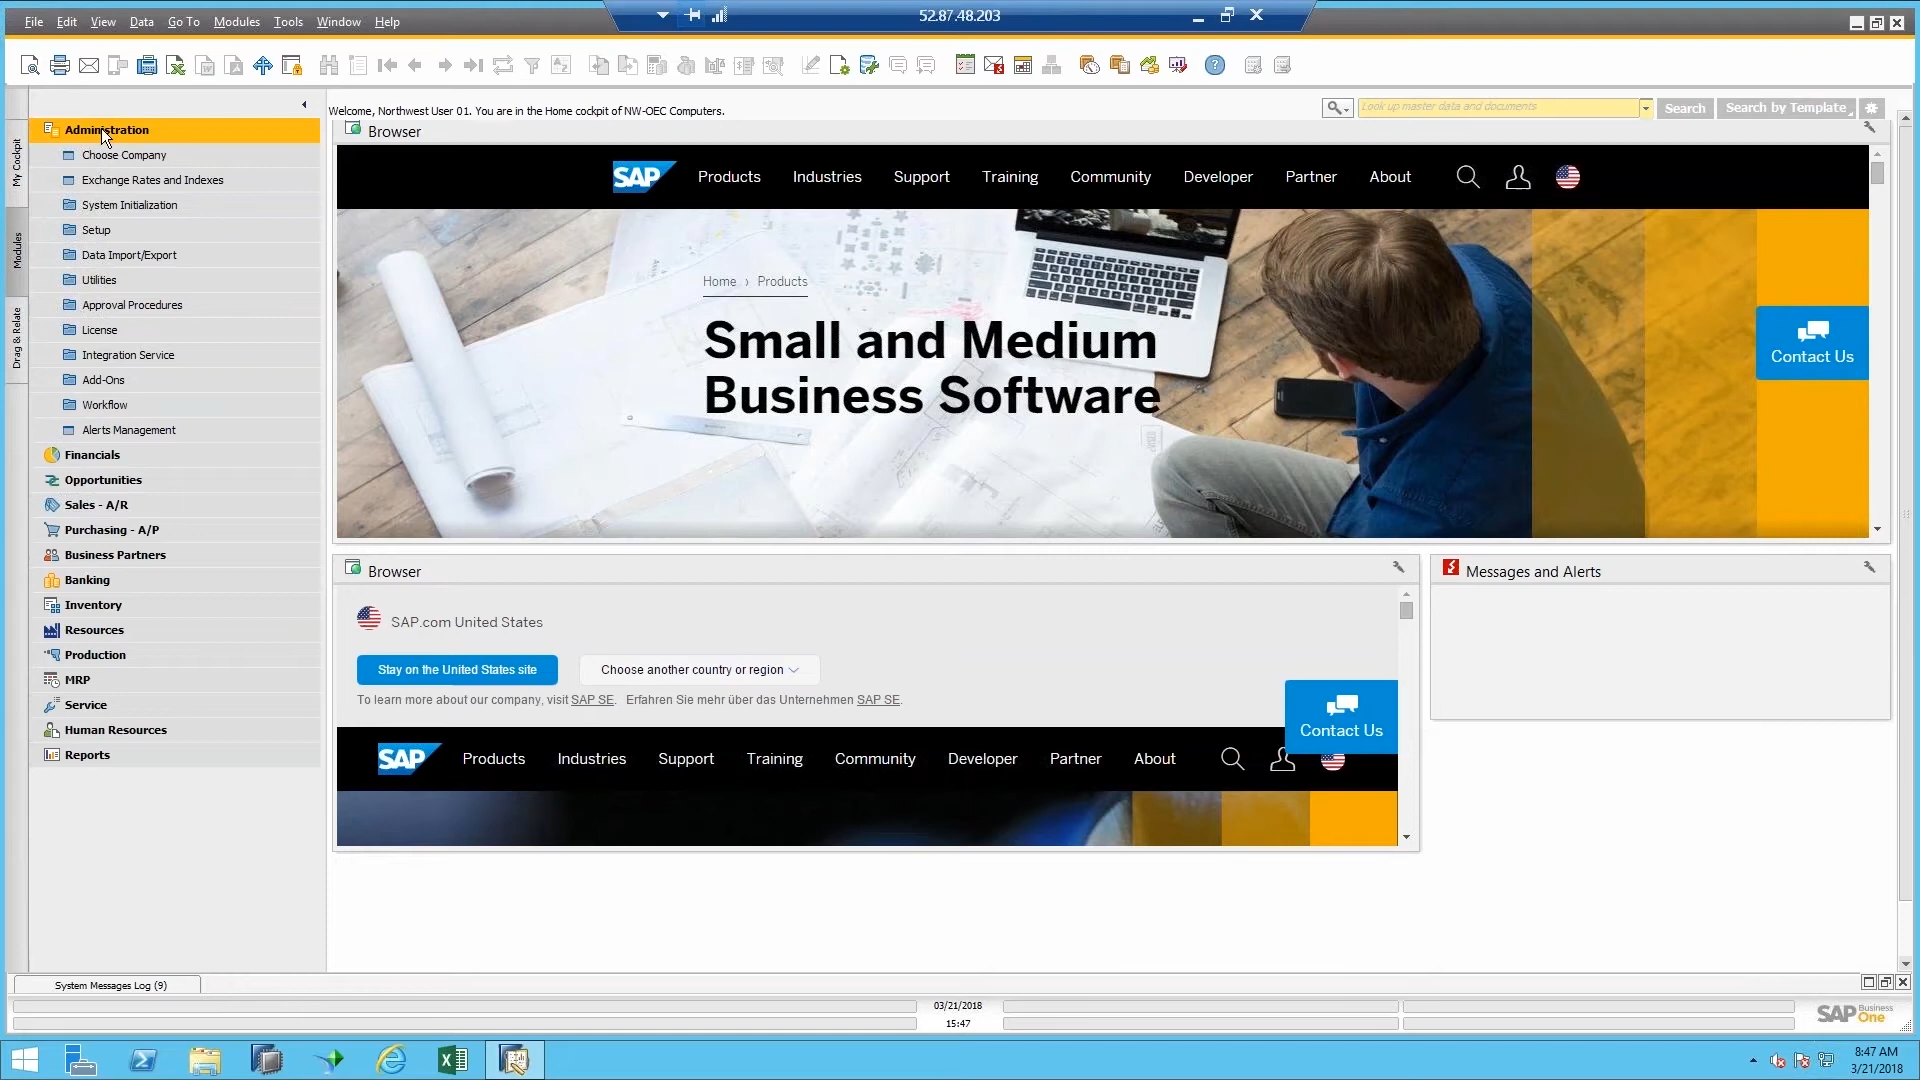 52.87.48.203
File Edit View Data Go To Modules Tools Window Help
Welcome, Northwest User 01. You are in the Home cockpit of NW-OEC Computers.
Look up master data and documents
Search
Search by Template
My Cockpit
Modules
Drag & Relate
Administration
Choose Company
Exchange Rates and Indexes
System Initialization
Setup
Data Import/Export
Utilities
Approval Procedures
License
Integration Service
Add-Ons
Workflow
Alerts Management
Financials
Opportunities
Sales - A/R
Purchasing - A/P
Business Partners
Banking
Inventory
Resources
Production
MRP
Service
Human Resources
Reports
Browser
SAP Products Industries Support Training Community Developer Partner About
Home › Products
Small and Medium
Business Software
Contact Us
Browser
SAP.com United States
Stay on the United States site
Choose another country or region
To learn more about our company, visit SAP SE. Erfahren Sie mehr über das Unternehmen SAP SE.
Contact Us
SAP Products Industries Support Training Community Developer Partner About
Messages and Alerts
System Messages Log (9)
03/21/2018
15:47
SAP Business
One
8:47 AM
3/21/2018